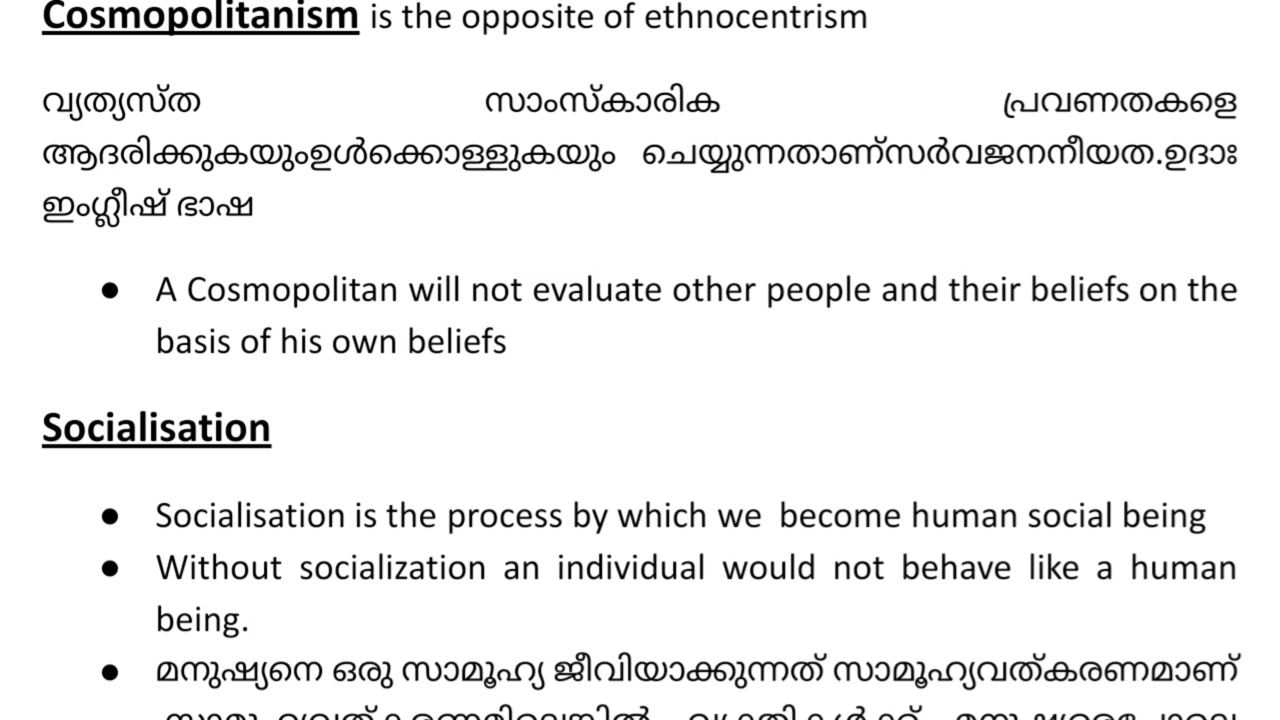 Cosmopolitanism is the opposite of ethnocentrism
വ്യത്യസ്ത സാംസ്കാരിക പ്രവണതകളെ
ആദരിക്കുകയുംഉൾക്കൊള്ളുകയും ചെയ്യുന്നതാണ്സർവജനനീയത.ഉദാഃ
ഇംഗ്ലീഷ് ഭാഷ
● A Cosmopolitan will not evaluate other people and their beliefs on the
basis of his own beliefs
Socialisation
● Socialisation is the process by which we become human social being
● Without socialization an individual would not behave like a human
being.
● മനുഷ്യനെ ഒരു സാമൂഹ്യ ജീവിയാക്കുന്നത് സാമൂഹ്യവത്കരണമാണ്